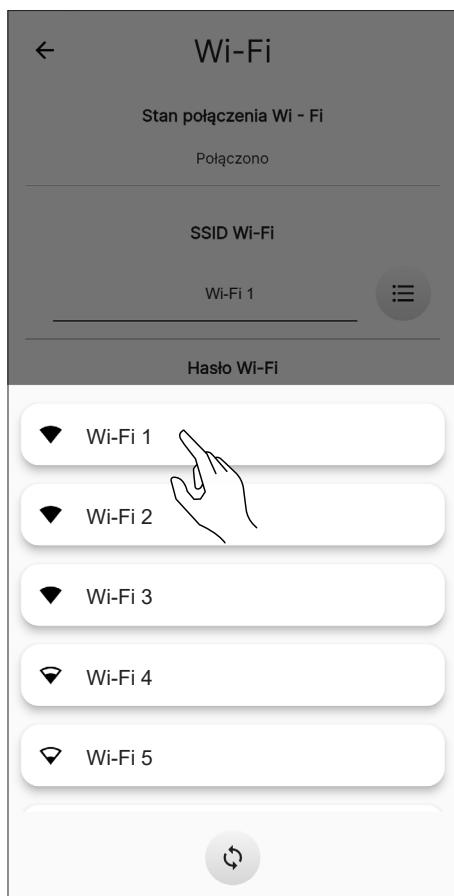 Wi-Fi
Stan połączenia Wi - Fi
Połączono
SSID Wi-Fi
Wi-Fi 1
Hasło Wi-Fi
Wi-Fi 1
Wi-Fi 2
Wi-Fi 3
Wi-Fi 4
Wi-Fi 5